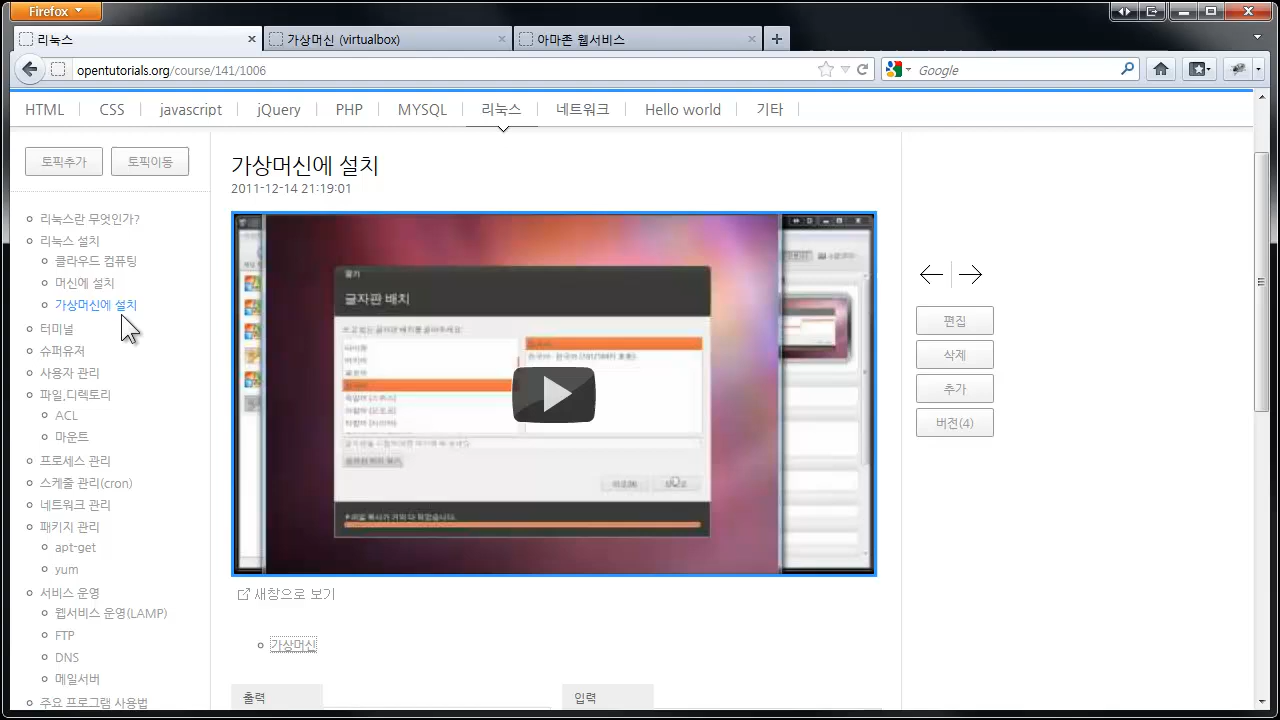 Firefox
리눅스
가상머신 (virtualbox)
아마존 웹서비스
opentutorials.org/course/141/1006
Google
HTML
CSS
javascript
jQuery
PHP
MYSQL
리눅스
네트워크
Hello world
기타
토픽추가
토픽이동
리눅스란 무엇인가?
리눅스 설치
클라우드 컴퓨팅
머신에 설치
가상머신에 설치
터미널
슈퍼유저
사용자 관리
파일,디렉토리
ACL
마운트
프로세스 관리
스케줄 관리(cron)
네트워크 관리
패키지 관리
apt-get
yum
서비스 운영
웹서비스 운영(LAMP)
FTP
DNS
메일서버
주요 프로그램 사용법
가상머신에 설치
2011-12-14 21:19:01
글자판 배치
새창으로 보기
가상머신
출력
입력
편집
삭제
추가
버전(4)